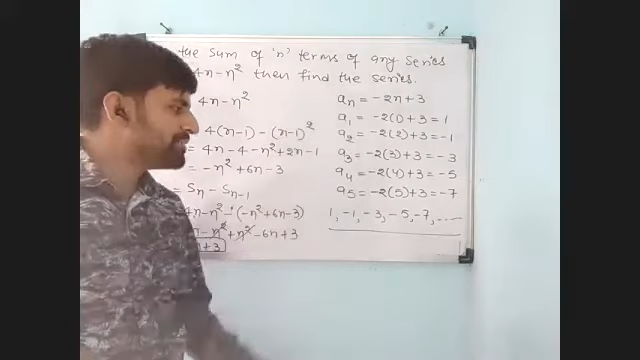 the sum of 'n' terms of any series
4n-n² then find the series.
4n-n²
4(n-1)-(n-1)²
= 4n-4-n²+2n-1
= -n²+6n-3
= Sn-Sn-1
4n-n²-(-n²+6n-3)
-n²+n²-6n+3
n+3
an = -2n+3
a1 = -2(1)+3 = 1
a2 = -2(2)+3 = -1
a3 = -2(3)+3 = -3
a4 = -2(4)+3 = -5
a5 = -2(5)+3 = -7
1, -1, -3, -5, -7, ......